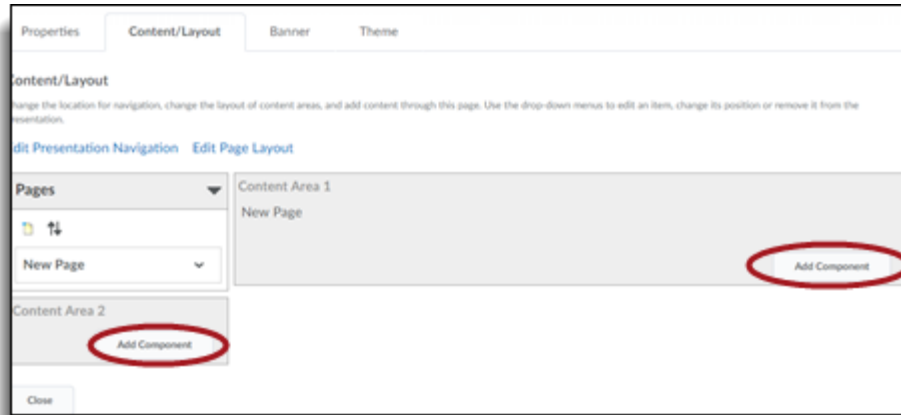 Properties Content/Layout Banner Theme
ontent/Layout
hange the location for navigation, change the layout of content areas, and add content through this page. Use the drop-down menus to edit an item, change its position or remove it from the
resentation.
dit Presentation Navigation Edit Page Layout
Pages
Content Area 1
New Page
New Page
Add Component
Content Area 2
Add Component
Close